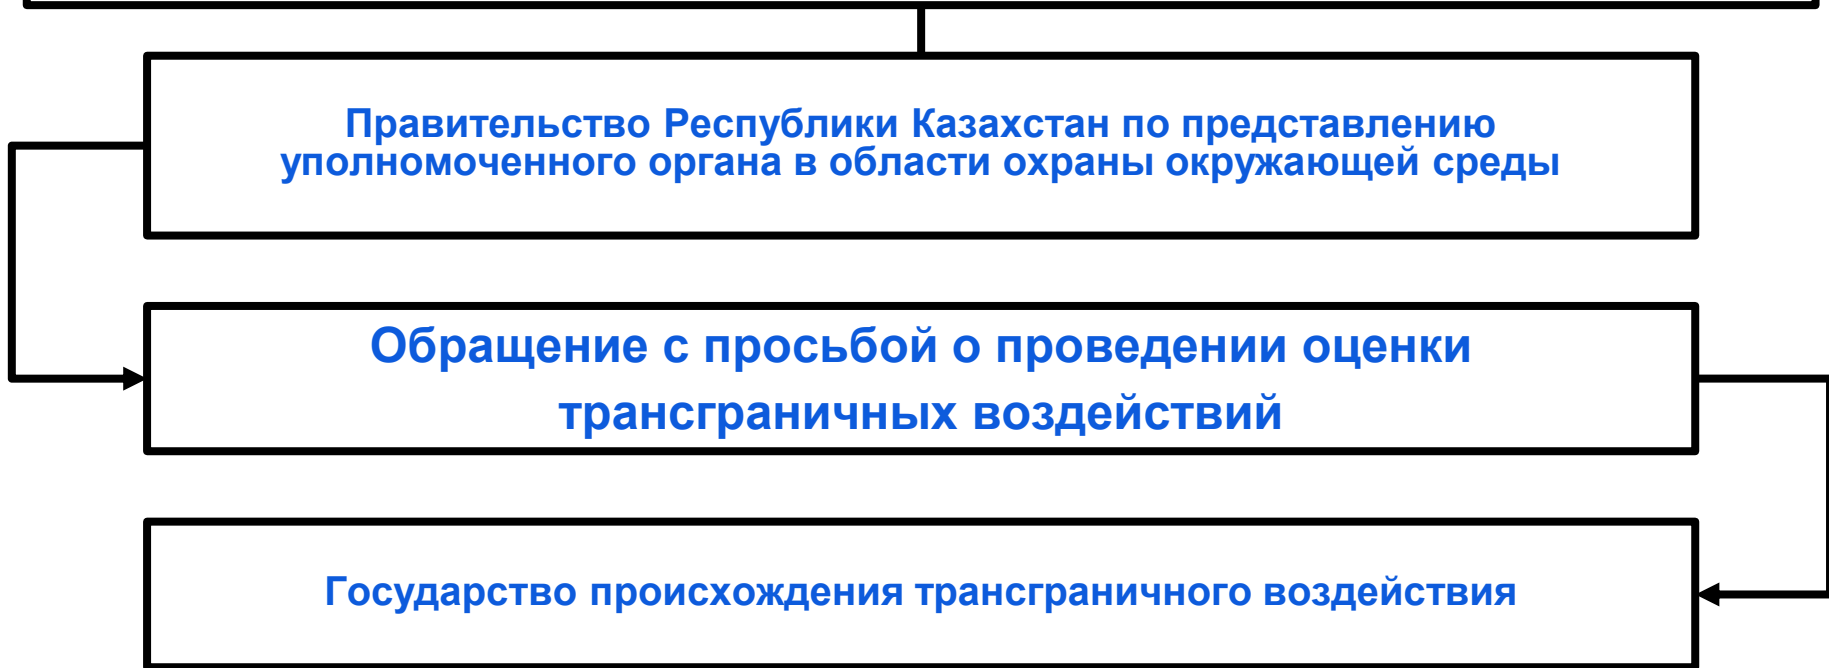 Правительство Республики Казахстан по представлению
уполномоченного органа в области охраны окружающей среды
Обращение с просьбой о проведении оценки
трансграничных воздействий
Государство происхождения трансграничного воздействия